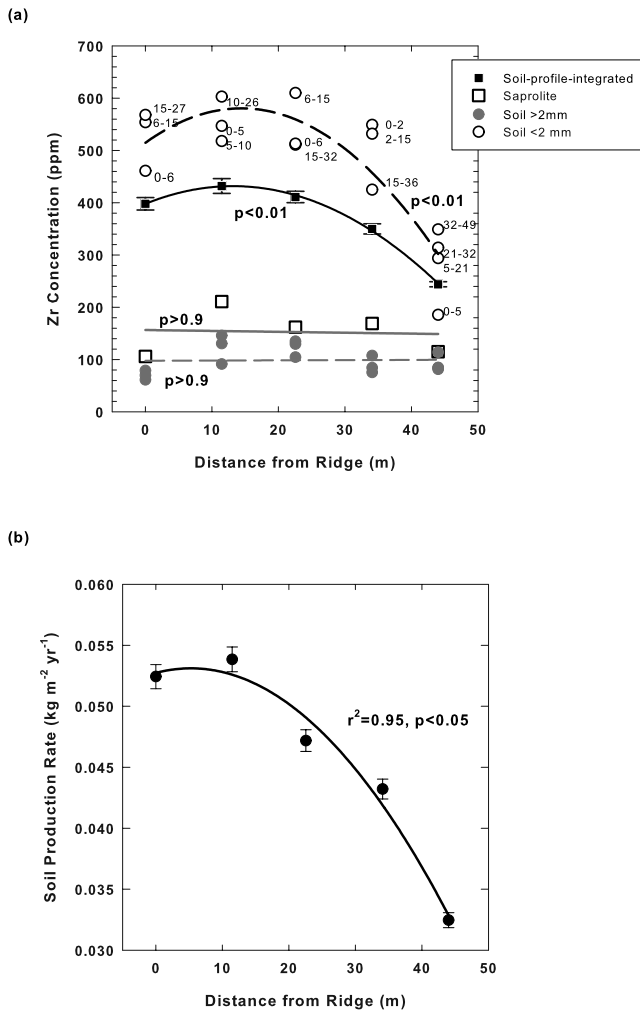 (a)
700
600
500
400
300
200
100
0
Zr Concentration (ppm)
0 10 20 30 40 50
Distance from Ridge (m)
Soil-profile-integrated
Saprolite
Soil >2mm
Soil <2 mm
15-27
6-15
0-6
10-26
0-5
5-10
6-15
0-6
15-32
0-2
2-15
15-36
32-49
21-32
5-21
0-5
p<0.01
p<0.01
p>0.9
p>0.9
(b)
0.060
0.055
0.050
0.045
0.040
0.035
0.030
Soil Production Rate (kg m⁻² yr⁻¹)
r²=0.95, p<0.05
0 10 20 30 40 50
Distance from Ridge (m)